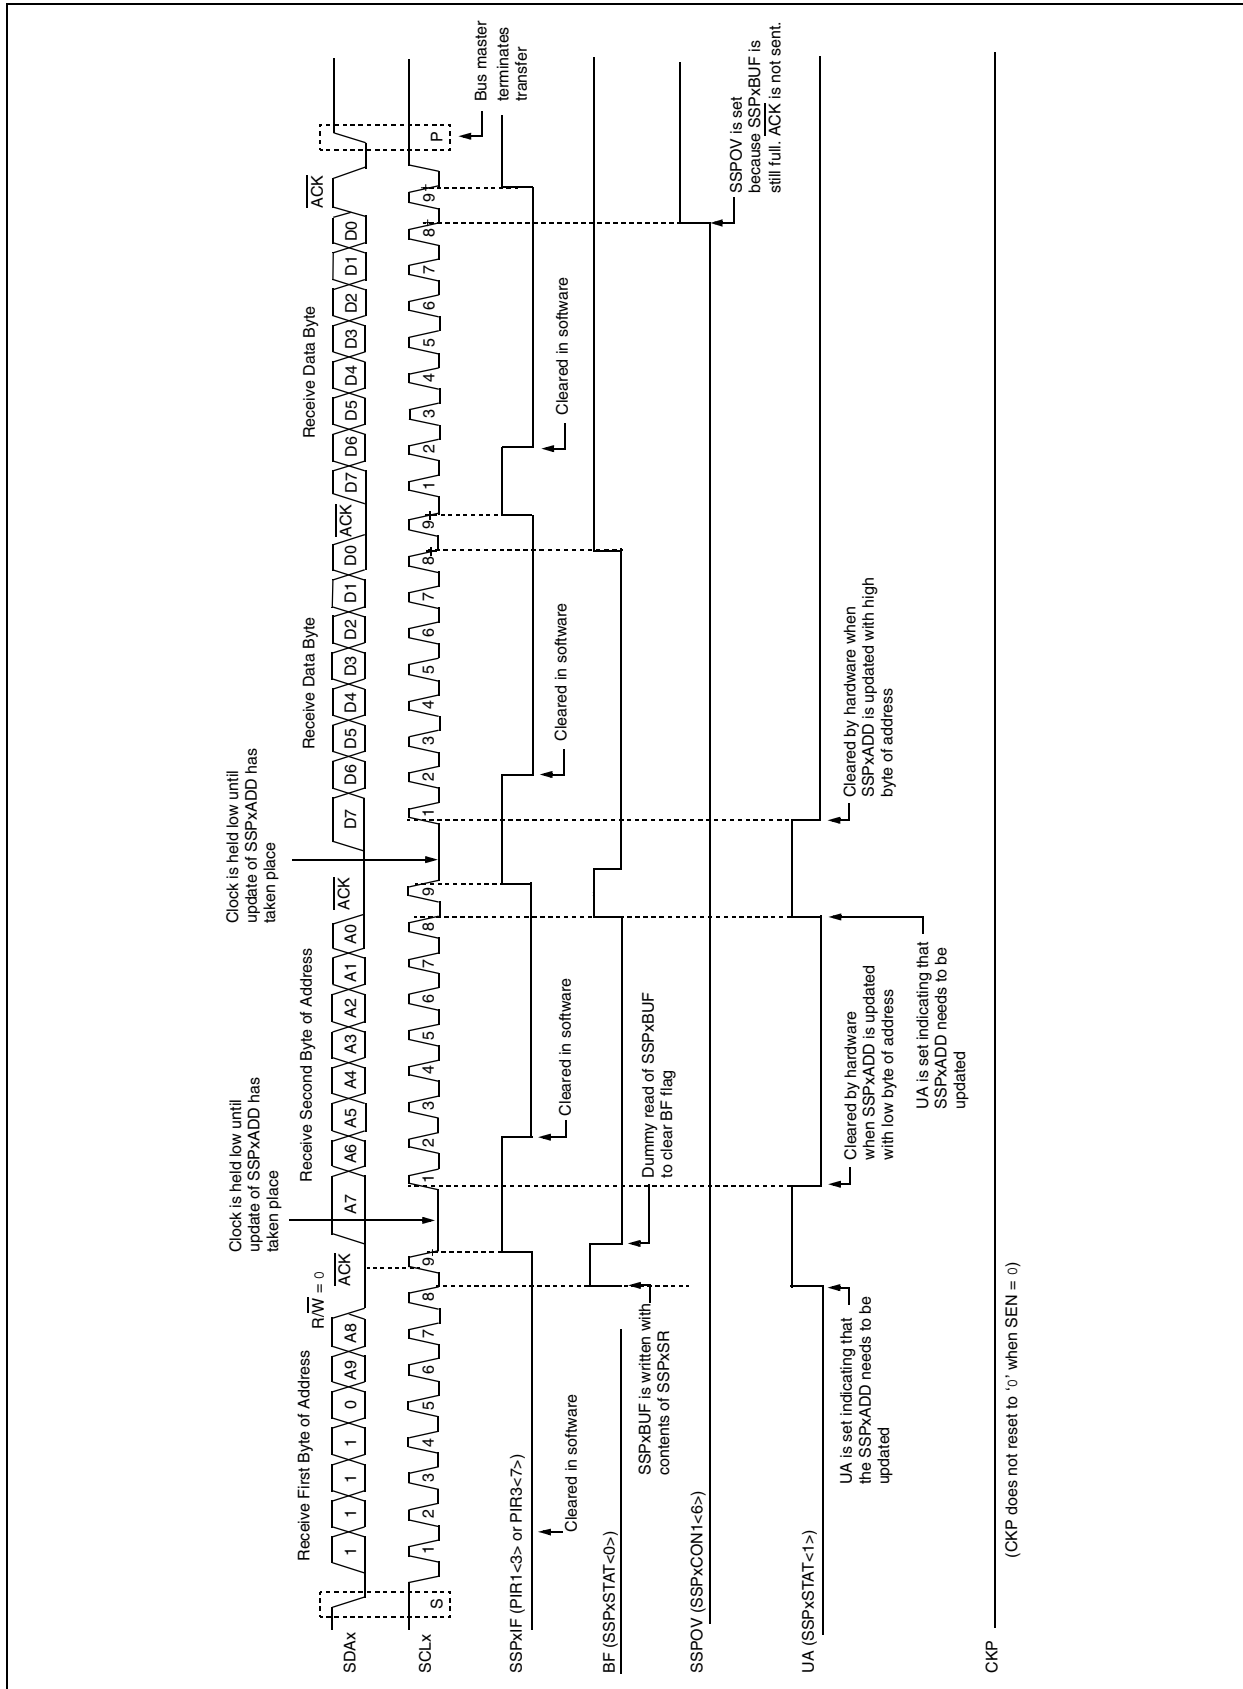 Receive First Byte of Address
R/W = 0
ACK
Clock is held low until
update of SSPxADD has
taken place
Receive Second Byte of Address
ACK
Clock is held low until
update of SSPxADD has
taken place
Receive Data Byte
ACK
Receive Data Byte
ACK
SDAx
1 1 1 1 0 A9 A8 A7 A6 A5 A4 A3 A2 A1 A0 D7 D6 D5 D4 D3 D2 D1 D0 D7 D6 D5 D4 D3 D2 D1 D0
SCLx
S 1 2 3 4 5 6 7 8 9 1 2 3 4 5 6 7 8 9 1 2 3 4 5 6 7 8 9 1 2 3 4 5 6 7 8 9 P
Bus master
terminates
transfer
SSPxIF (PIR1<3> or PIR3<7>)
Cleared in software
Cleared in software
Cleared in software
Cleared in software
BF (SSPxSTAT<0>)
SSPxBUF is written with
contents of SSPxSR
Dummy read of SSPxBUF
to clear BF flag
SSPOV (SSPxCON1<6>)
SSPOV is set
because SSPxBUF is
still full. ACK is not sent.
UA (SSPxSTAT<1>)
UA is set indicating that
the SSPxADD needs to be
updated
Cleared by hardware
when SSPxADD is updated
with low byte of address
UA is set indicating that
SSPxADD needs to be
updated
Cleared by hardware when
SSPxADD is updated with high
byte of address
CKP
(CKP does not reset to ‘0’ when SEN = 0)